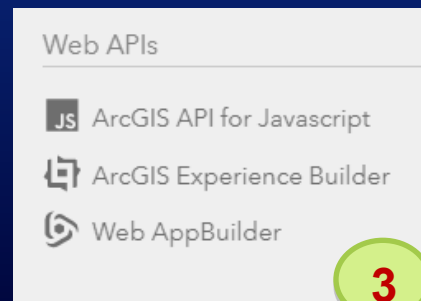 Web APIs
JS ArcGIS API for Javascript
ArcGIS Experience Builder
Web AppBuilder
3